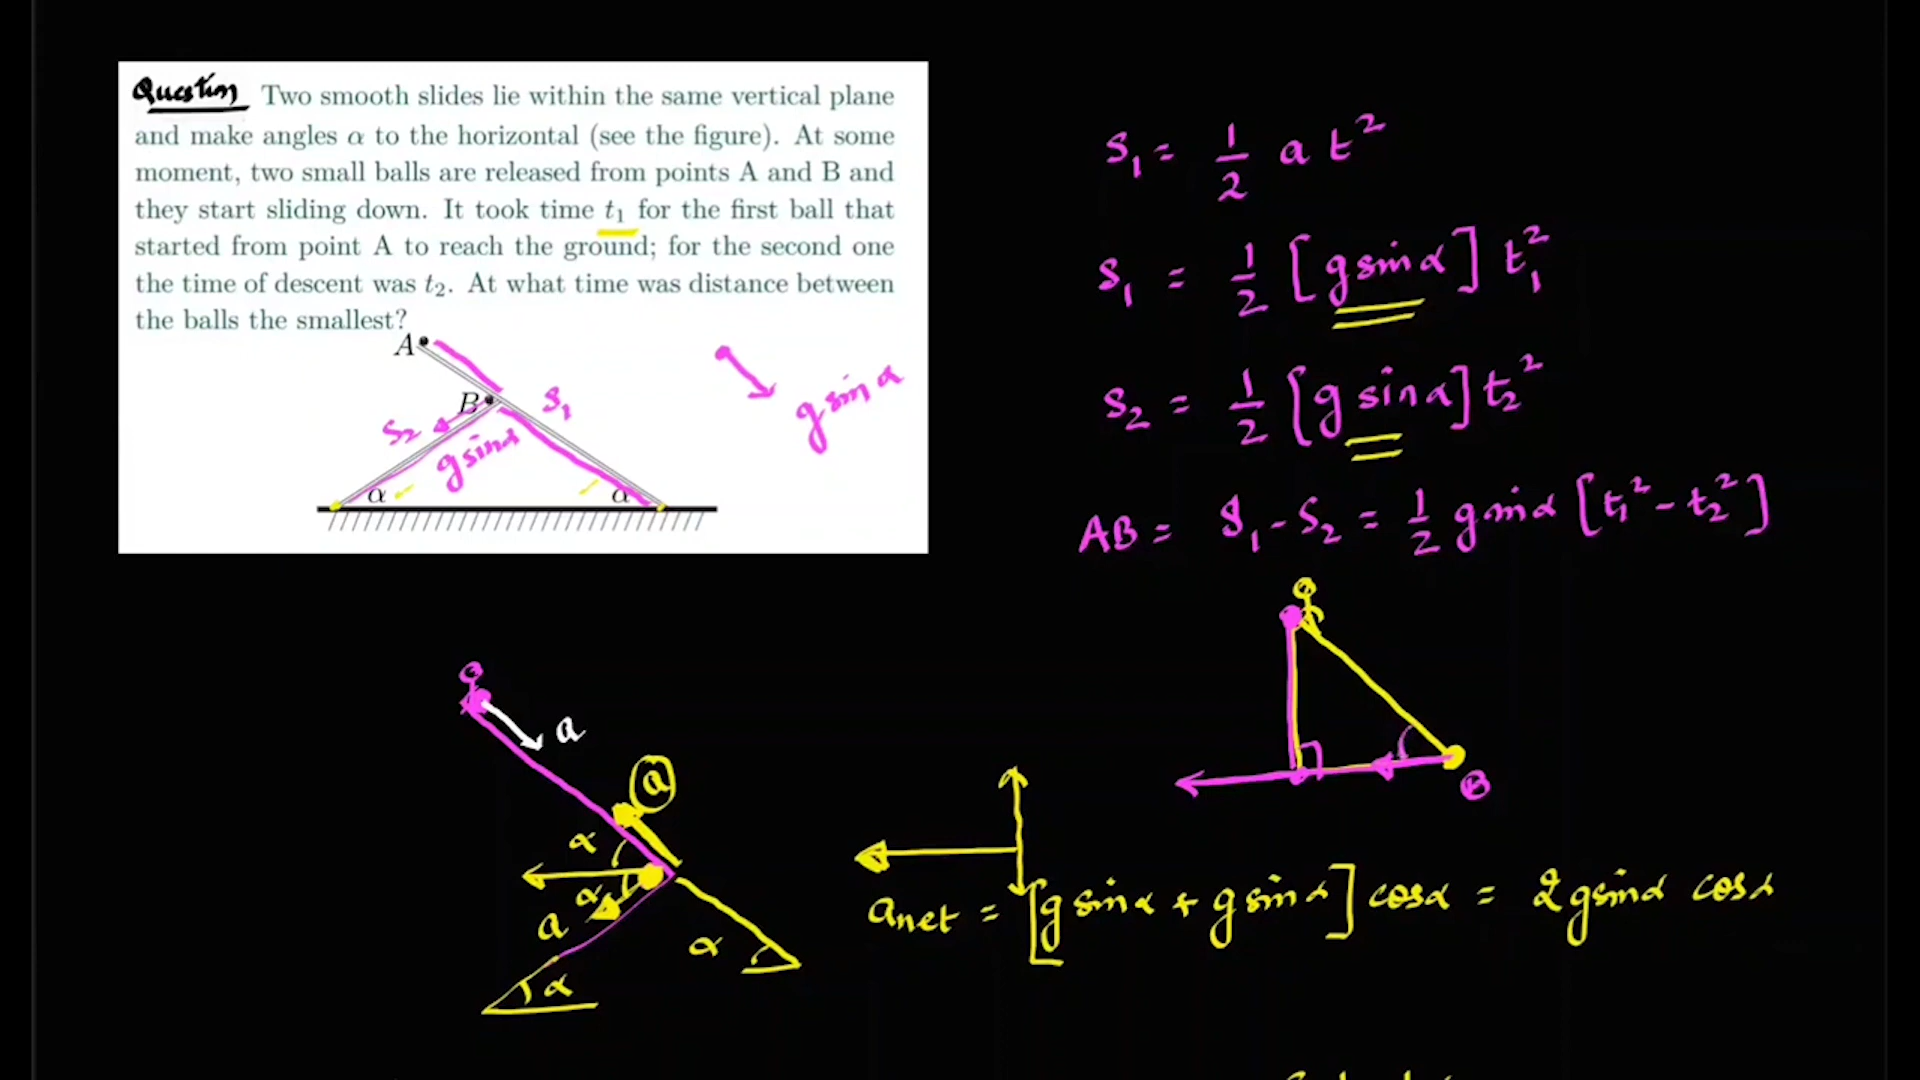 Question Two smooth slides lie within the same vertical plane
and make angles α to the horizontal (see the figure). At some
moment, two small balls are released from points A and B and
they start sliding down. It took time t₁ for the first ball that
started from point A to reach the ground; for the second one
the time of descent was t₂. At what time was distance between
the balls the smallest?
A
B
S₁
S₂
g sin α
g sin α
α
α
S₁ = 1/2 a t²
S₁ = 1/2 [g sin α] t₁²
S₂ = 1/2 [g sin α] t₂²
AB = S₁ - S₂ = 1/2 g sin α [t₁² - t₂²]
a
a
α
α
a
α
α
B
a net = [g sin α + g sin α] cos α = 2 g sin α cos α